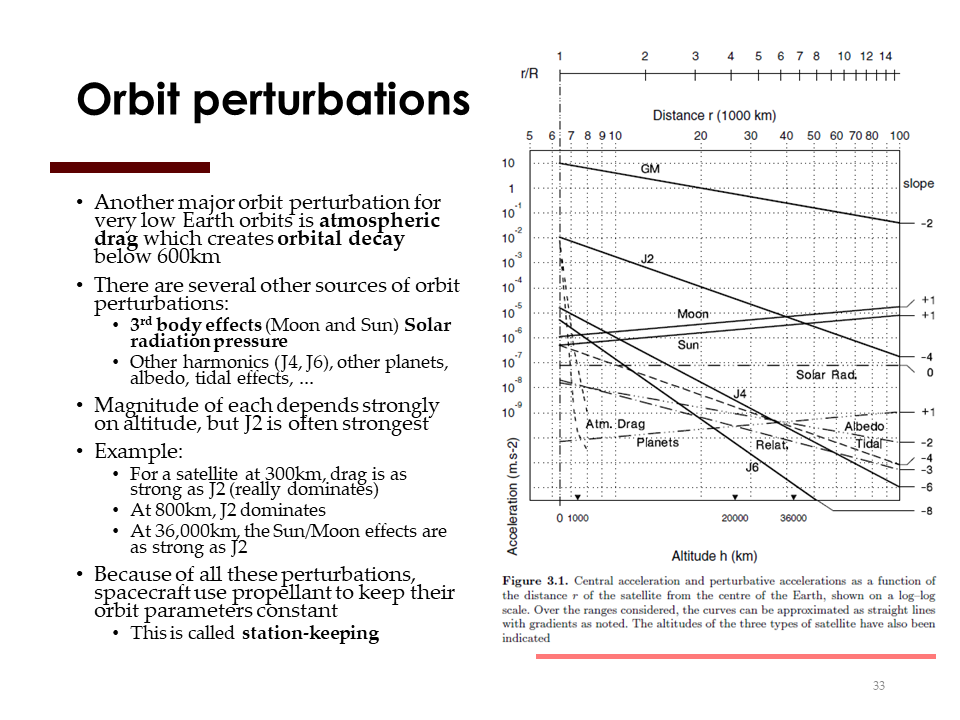 Orbit perturbations
• Another major orbit perturbation for
very low Earth orbits is atmospheric
drag which creates orbital decay
below 600km
• There are several other sources of orbit
perturbations:
• 3rd body effects (Moon and Sun) Solar
radiation pressure
• Other harmonics (J4, J6), other planets,
albedo, tidal effects, ...
• Magnitude of each depends strongly
on altitude, but J2 is often strongest
• Example:
• For a satellite at 300km, drag is as
strong as J2 (really dominates)
• At 800km, J2 dominates
• At 36,000km, the Sun/Moon effects are
as strong as J2
• Because of all these perturbations,
spacecraft use propellant to keep their
orbit parameters constant
• This is called station-keeping
1 2 3 4 5 6 7 8 10 12 14
r/R
Distance r (1000 km)
5 6 7 8 9 10 20 30 40 50 60 70 80 100
10
1
10-1
10-2
10-3
10-4
10-5
10-6
10-7
10-8
10-9
Acceleration (m.s-2)
GM
J2
Moon
Sun
Solar Rad.
J4
Atm. Drag
Planets
Relat.
Albedo
Tidal
J6
slope
-2
+1
+1
-4
0
+1
-2
-4
-3
-6
-8
0 1000 20000 36000
Altitude h (km)
Figure 3.1. Central acceleration and perturbative accelerations as a function of
the distance r of the satellite from the centre of the Earth, shown on a log–log
scale. Over the ranges considered, the curves can be approximated as straight lines
with gradients as noted. The altitudes of the three types of satellite have also been
indicated
33